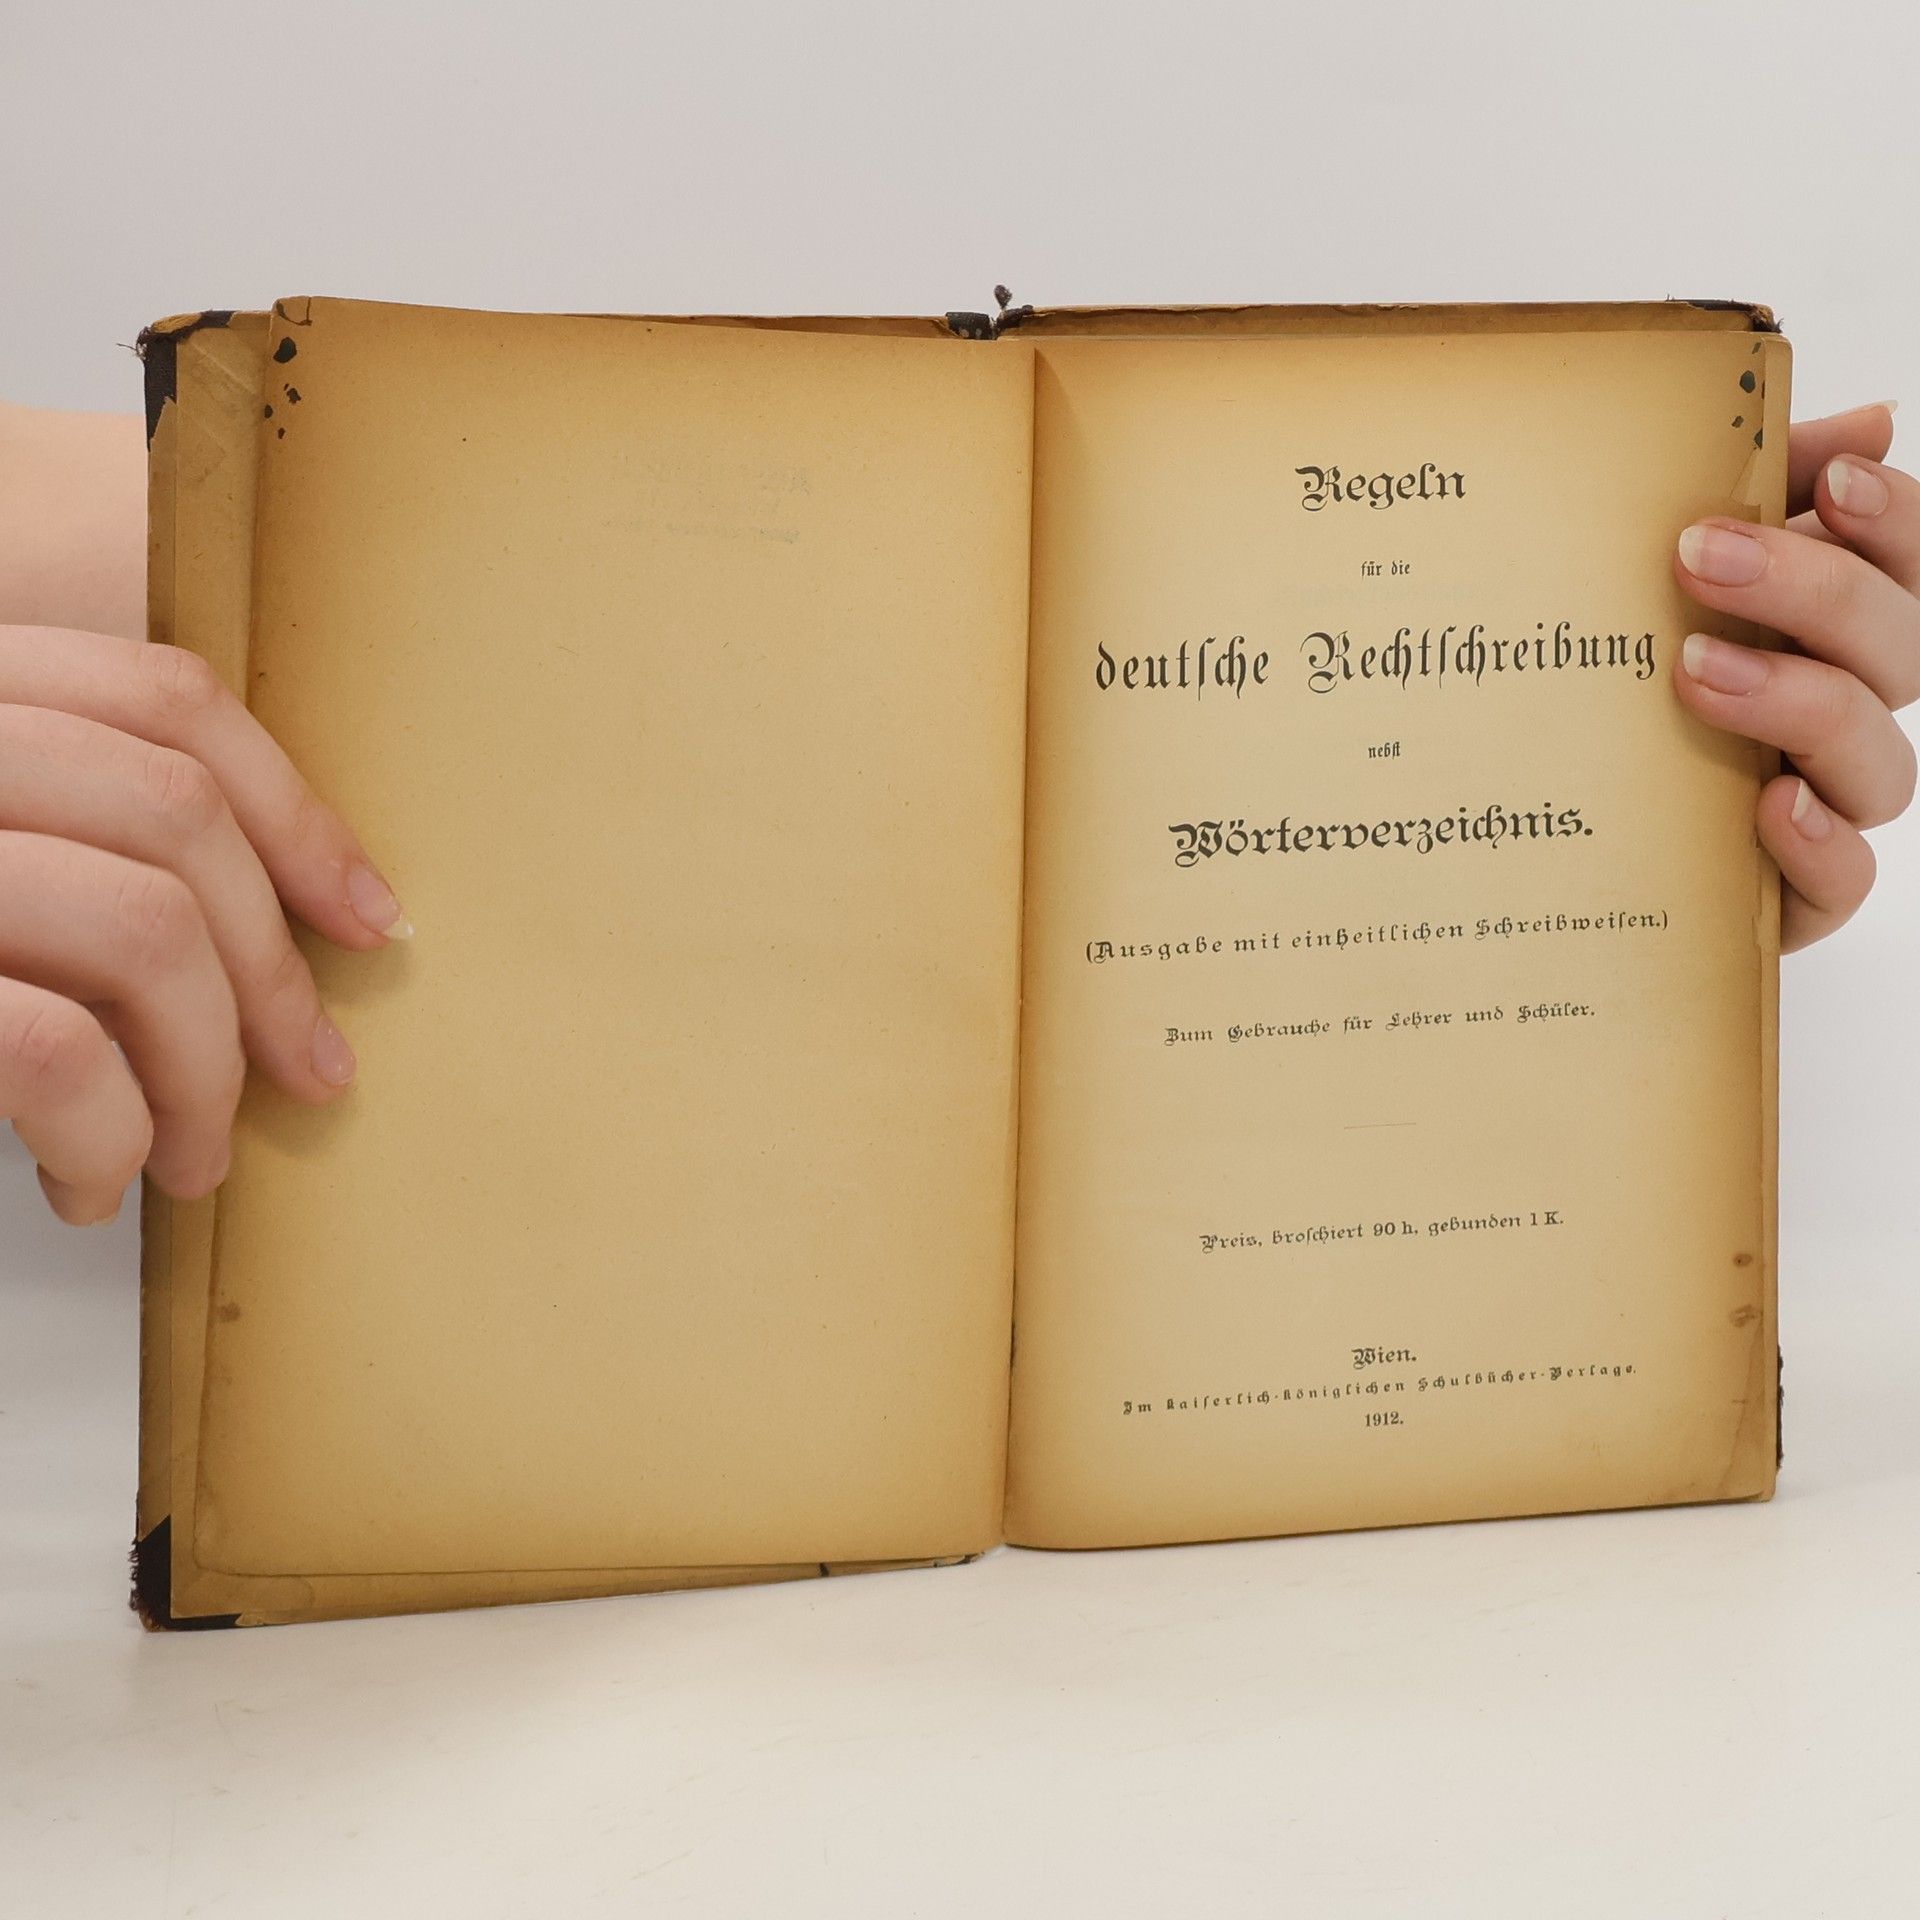 Regeln
für die
deutſche Rechtſchreibung
nebſt
Wörterverzeichnis.
(Ausgabe mit einheitlichen Schreibweiſen.)
Zum Gebrauche für Lehrer und Schüler.
Preis, broſchiert 90 h, gebunden 1 K.
Wien.
Im kaiſerlich-königlichen Schulbücher-Verlage.
1912.